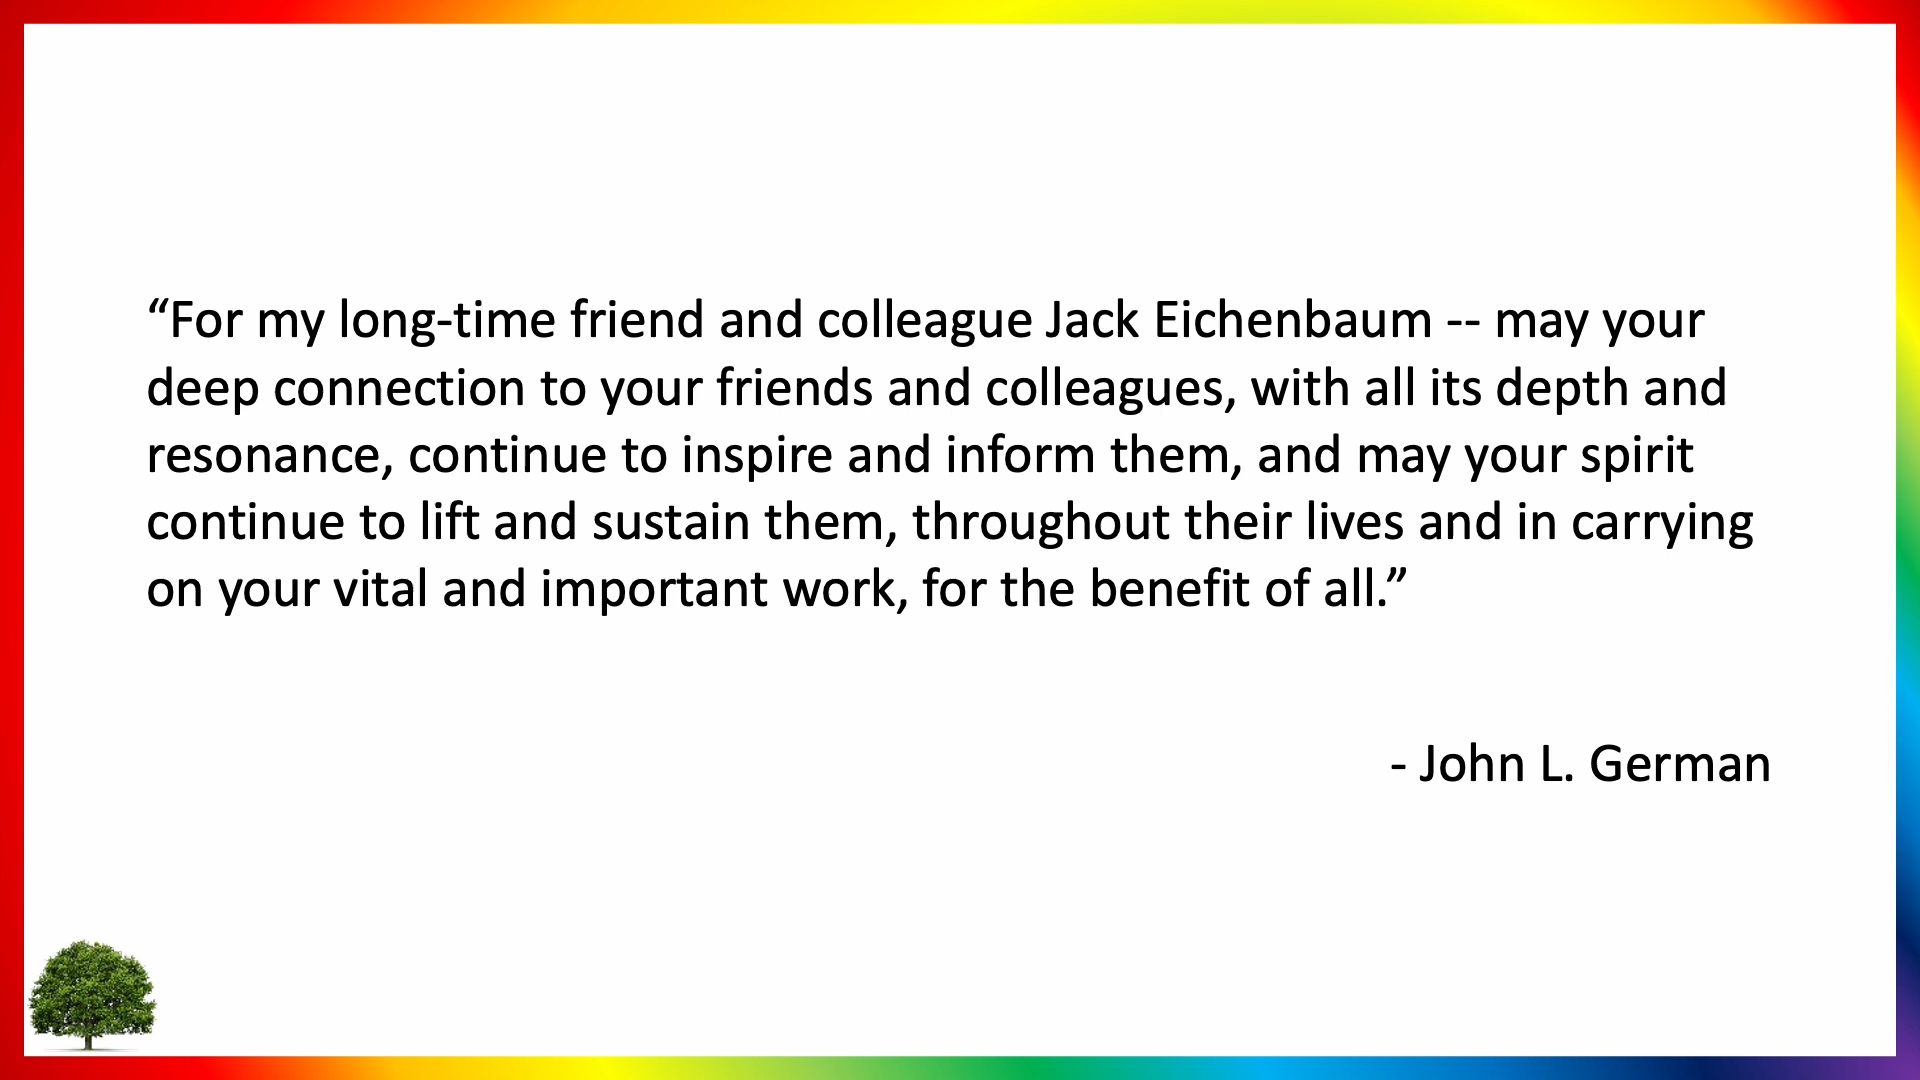 “For my long-time friend and colleague Jack Eichenbaum -- may your
deep connection to your friends and colleagues, with all its depth and
resonance, continue to inspire and inform them, and may your spirit
continue to lift and sustain them, throughout their lives and in carrying
on your vital and important work, for the benefit of all.”
- John L. German